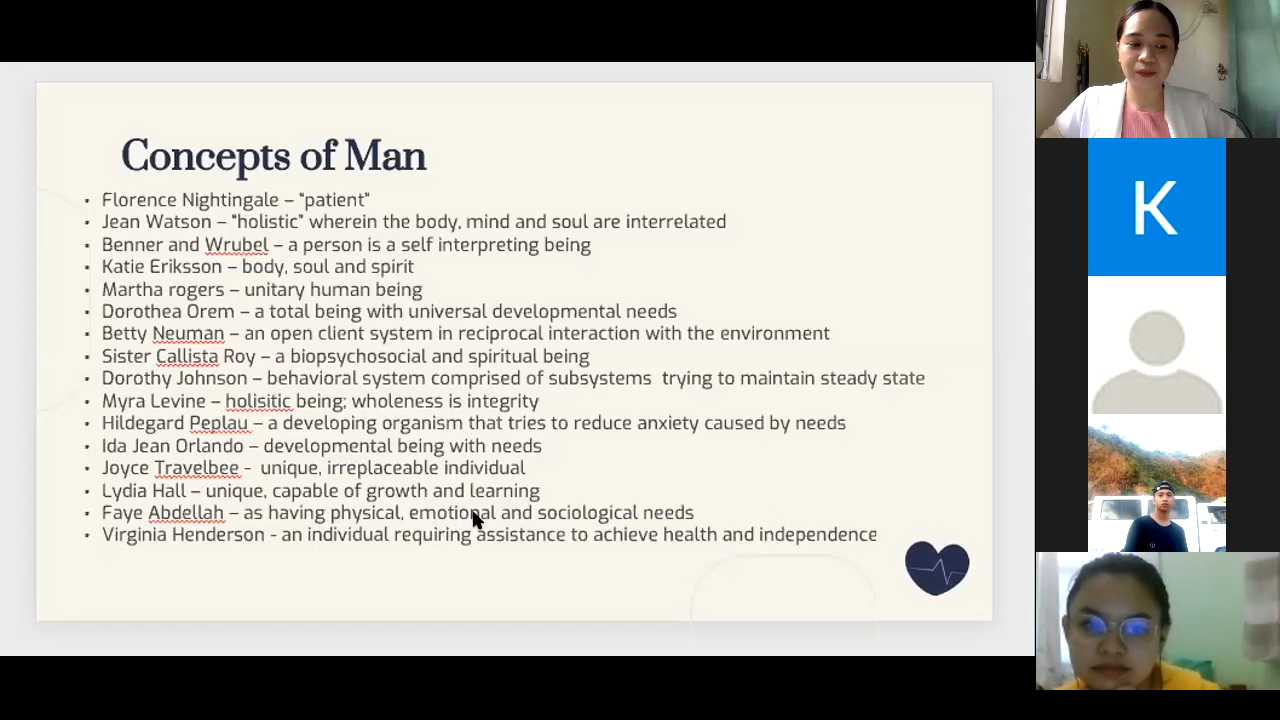 Concepts of Man
• Florence Nightingale – "patient"
• Jean Watson – "holistic" wherein the body, mind and soul are interrelated
• Benner and Wrubel – a person is a self interpreting being
• Katie Eriksson – body, soul and spirit
• Martha rogers – unitary human being
• Dorothea Orem – a total being with universal developmental needs
• Betty Neuman – an open client system in reciprocal interaction with the environment
• Sister Callista Roy – a biopsychosocial and spiritual being
• Dorothy Johnson – behavioral system comprised of subsystems  trying to maintain steady state
• Myra Levine – holisitic being; wholeness is integrity
• Hildegard Peplau – a developing organism that tries to reduce anxiety caused by needs
• Ida Jean Orlando – developmental being with needs
• Joyce Travelbee -  unique, irreplaceable individual
• Lydia Hall – unique, capable of growth and learning
• Faye Abdellah – as having physical, emotional and sociological needs
• Virginia Henderson - an individual requiring assistance to achieve health and independence
K